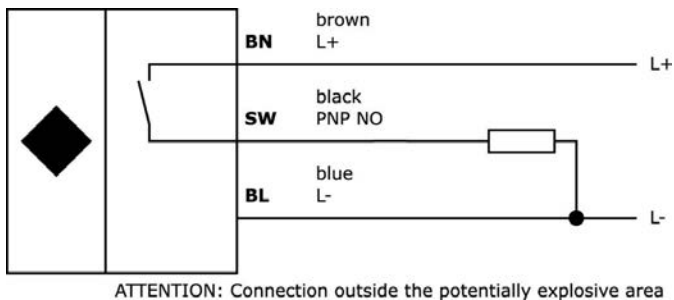 brown
BN L+
L+
black
SW PNP NO
blue
BL L-
L-
ATTENTION: Connection outside the potentially explosive area